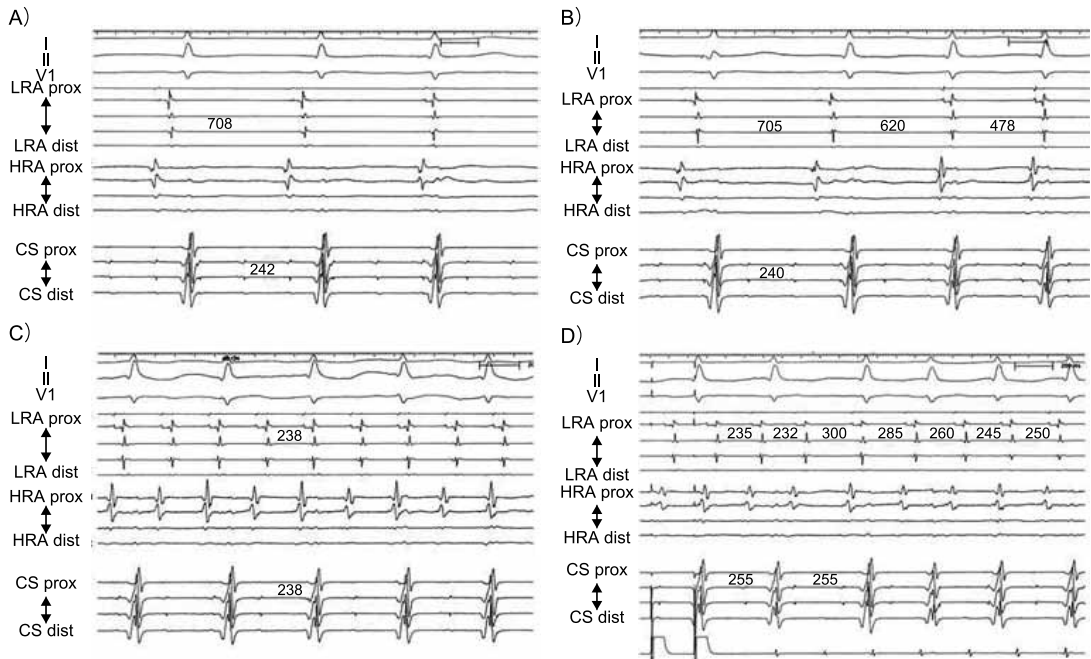 A)
I
II
V1
LRA prox
708
LRA dist
HRA prox
HRA dist
CS prox
242
CS dist
B)
I
II
V1
LRA prox
705 620 478
LRA dist
HRA prox
HRA dist
CS prox
240
CS dist
C)
I
II
V1
LRA prox
238
LRA dist
HRA prox
HRA dist
CS prox
238
CS dist
D)
I
II
V1
LRA prox
235 232 300 285 260 245 250
LRA dist
HRA prox
HRA dist
CS prox
255 255
CS dist